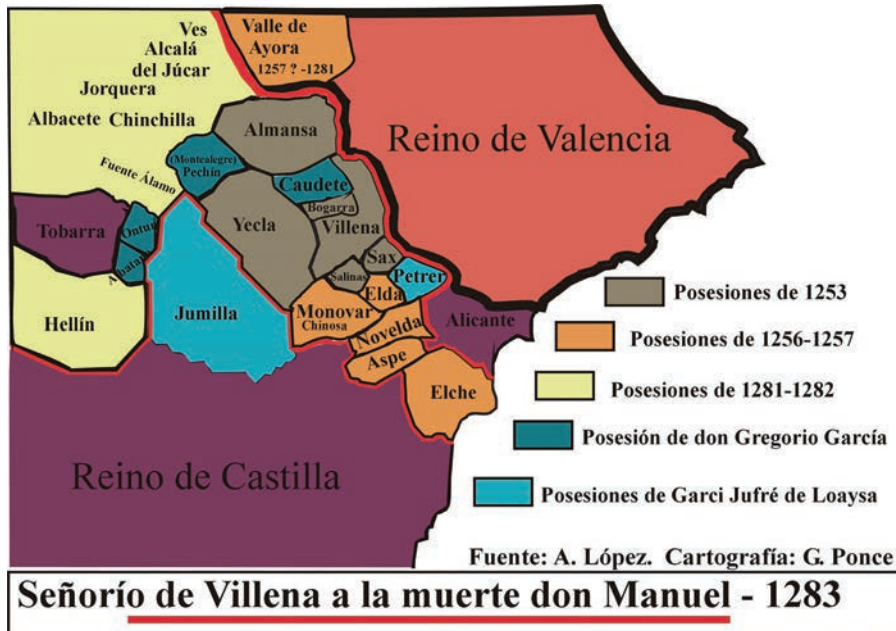 Ves
Alcalá
del Júcar
Jorquera
Albacete Chinchilla
Valle de
Ayora
1257 ? -1281
Almansa
Reino de Valencia
(Montealegre)
Pechín
Fuente Álamo
Caudete
Bogarra
Tobarra
Ontur
Albatana
Yecla
Villena
Sax
Salinas
Petrer
Elda
Hellín
Jumilla
Monovar
Chinosa
Novelda
Alicante
Aspe
Elche
Reino de Castilla
Posesiones de 1253
Posesiones de 1256-1257
Posesiones de 1281-1282
Posesión de don Gregorio García
Posesiones de Garci Jufré de Loaysa
Fuente: A. López. Cartografía: G. Ponce
Señorío de Villena a la muerte don Manuel - 1283